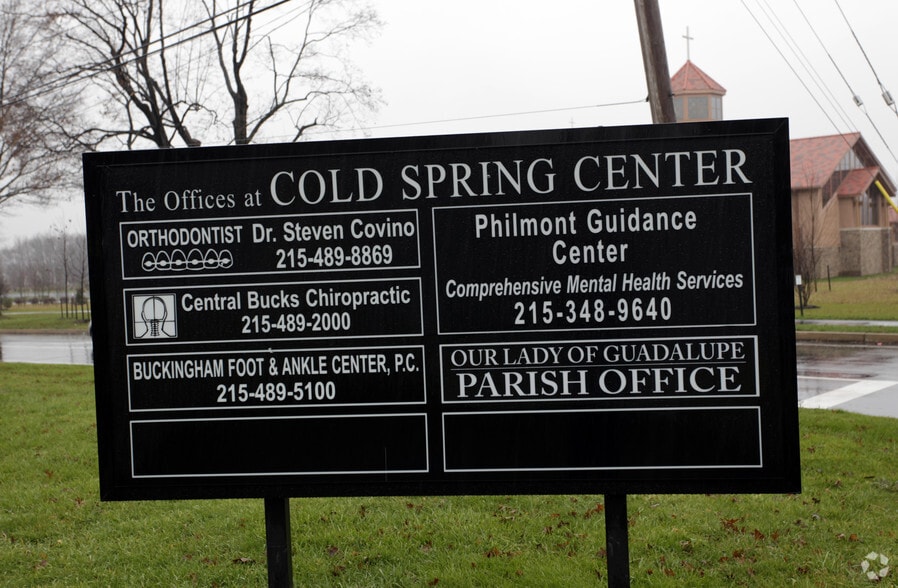 The Offices at COLD SPRING CENTER
ORTHODONTIST Dr. Steven Covino
215-489-8869
Central Bucks Chiropractic
215-489-2000
BUCKINGHAM FOOT & ANKLE CENTER, P.C.
215-489-5100
Philmont Guidance
Center
Comprehensive Mental Health Services
215-348-9640
OUR LADY OF GUADALUPE
PARISH OFFICE